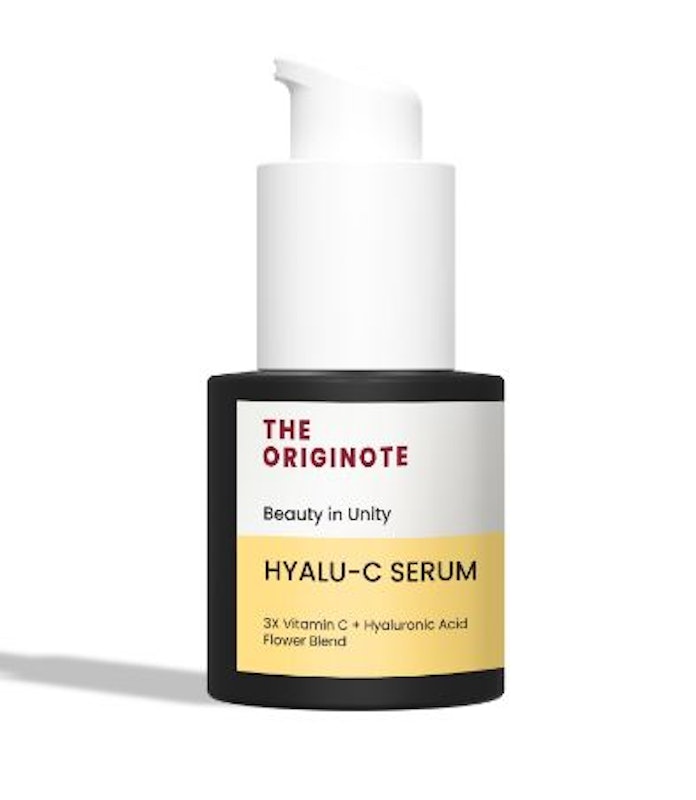 THE
ORIGINOTE
Beauty in Unity
HYALU-C SERUM
3X Vitamin C + Hyaluronic Acid
Flower Blend